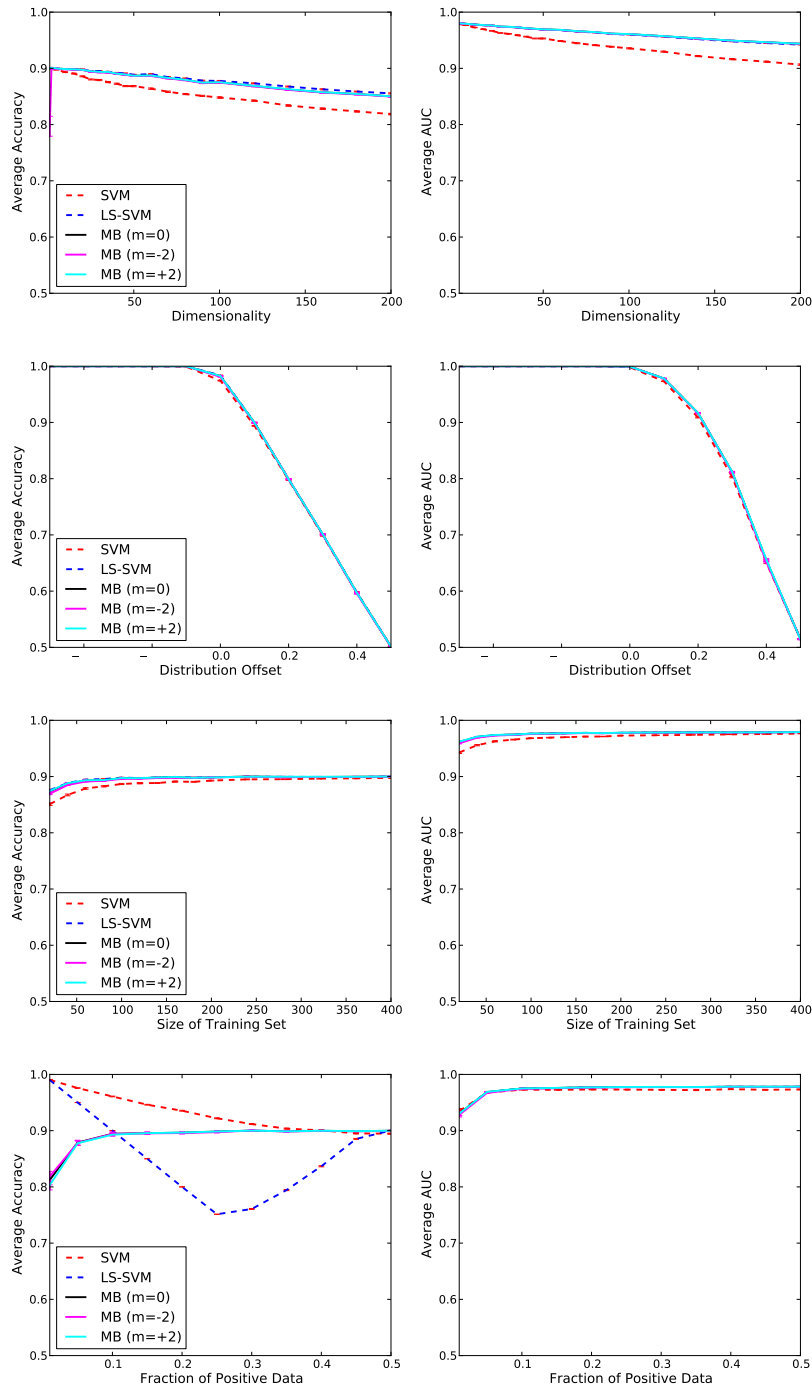 1.0
0.9
0.8
0.7
0.6
0.5
Average Accuracy
SVM
LS-SVM
MB (m=0)
MB (m=-2)
MB (m=+2)
50 100 150 200
Dimensionality
1.0
0.9
0.8
0.7
0.6
0.5
Average AUC
50 100 150 200
Dimensionality
1.0
0.9
0.8
0.7
0.6
0.5
Average Accuracy
SVM
LS-SVM
MB (m=0)
MB (m=-2)
MB (m=+2)
− − 0.0 0.2 0.4
Distribution Offset
1.0
0.9
0.8
0.7
0.6
0.5
Average AUC
− − 0.0 0.2 0.4
Distribution Offset
1.0
0.9
0.8
0.7
0.6
0.5
Average Accuracy
SVM
LS-SVM
MB (m=0)
MB (m=-2)
MB (m=+2)
50 100 150 200 250 300 350 400
Size of Training Set
1.0
0.9
0.8
0.7
0.6
0.5
Average AUC
50 100 150 200 250 300 350 400
Size of Training Set
1.0
0.9
0.8
0.7
0.6
0.5
Average Accuracy
SVM
LS-SVM
MB (m=0)
MB (m=-2)
MB (m=+2)
0.1 0.2 0.3 0.4 0.5
Fraction of Positive Data
1.0
0.9
0.8
0.7
0.6
0.5
Average AUC
0.1 0.2 0.3 0.4 0.5
Fraction of Positive Data